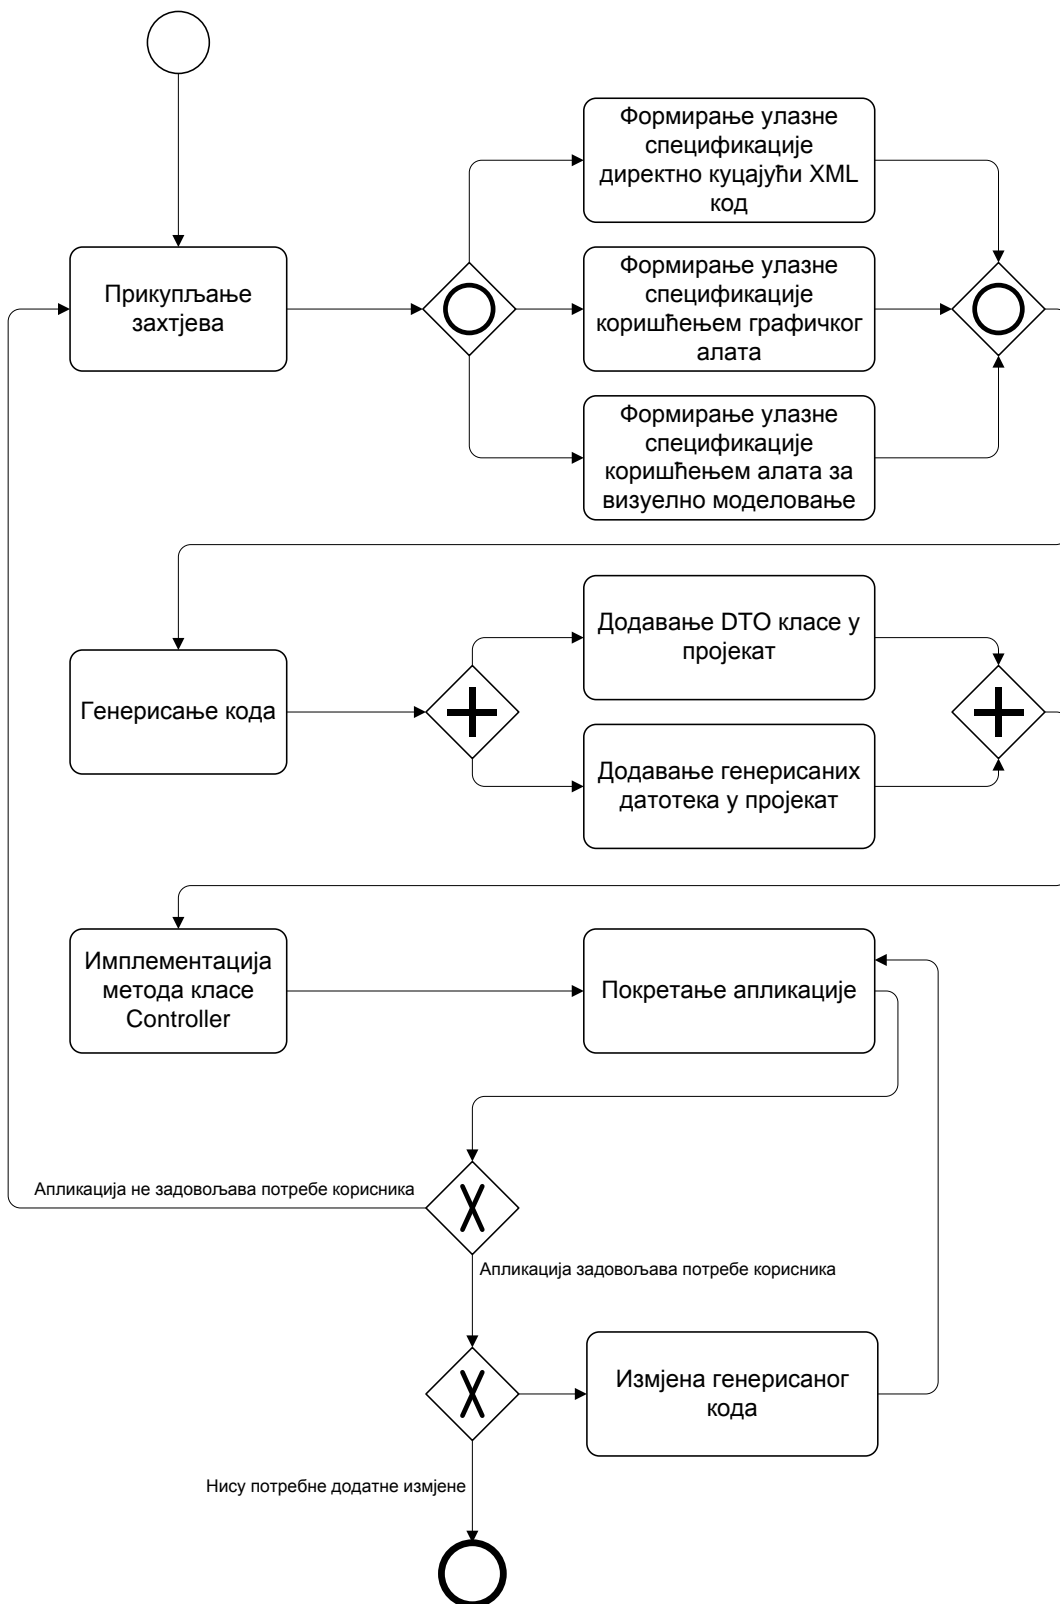 Формирање улазне
спецификације
директно куцајући XML
код
Прикупљање
захтјева
Формирање улазне
спецификације
коришћењем графичког
алата
Формирање улазне
спецификације
коришћењем алата за
визуелно моделовање
Генерисање кода
Додавање DTO класе у
пројекат
Додавање генерисаних
датотека у пројекат
Имплементација
метода класе
Controller
Покретање апликације
Апликација не задовољава потребе корисника
Апликација задовољава потребе корисника
Измјена генерисаног
кода
Нису потребне додатне измјене